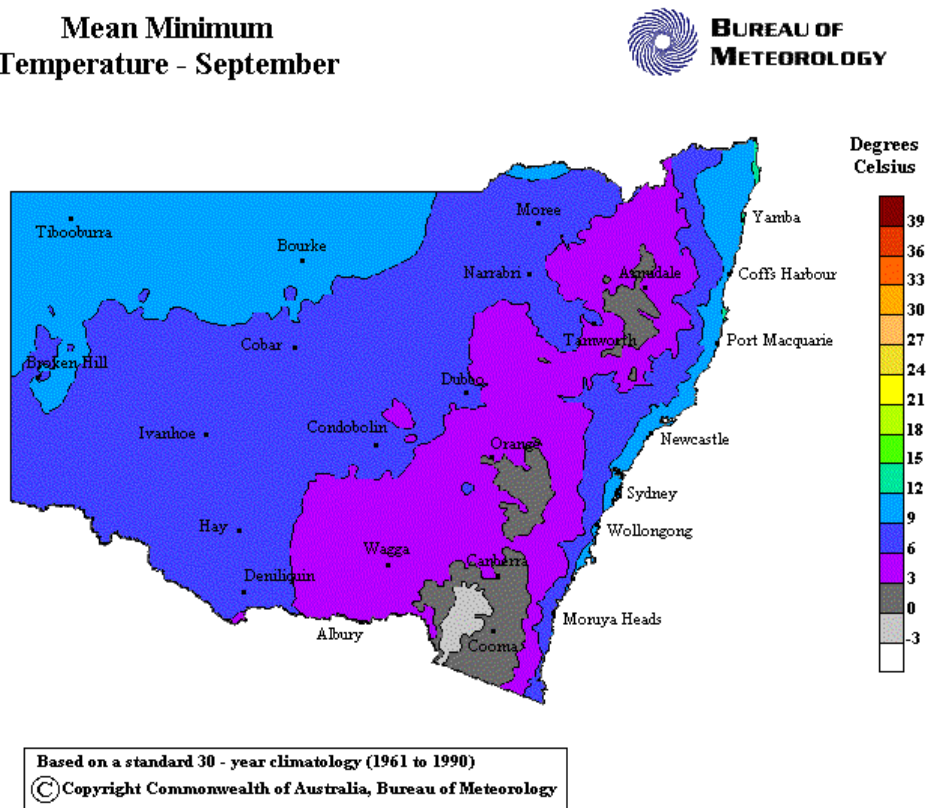 Mean Minimum
Temperature - September
BUREAU OF
METEOROLOGY
Degrees
Celsius
39
36
33
30
27
24
21
18
15
12
9
6
3
0
-3
Tibooburra
Bourke
Moree
Yamba
Narrabri
Armidale
Coffs Harbour
Cobar
Tamworth
Port Macquarie
Broken Hill
Dubbo
Ivanhoe
Condobolin
Orange
Newcastle
Sydney
Hay
Wollongong
Wagga
Canberra
Deniliquin
Albury
Cooma
Moruya Heads
Based on a standard 30 - year climatology (1961 to 1990)
© Copyright Commonwealth of Australia, Bureau of Meteorology